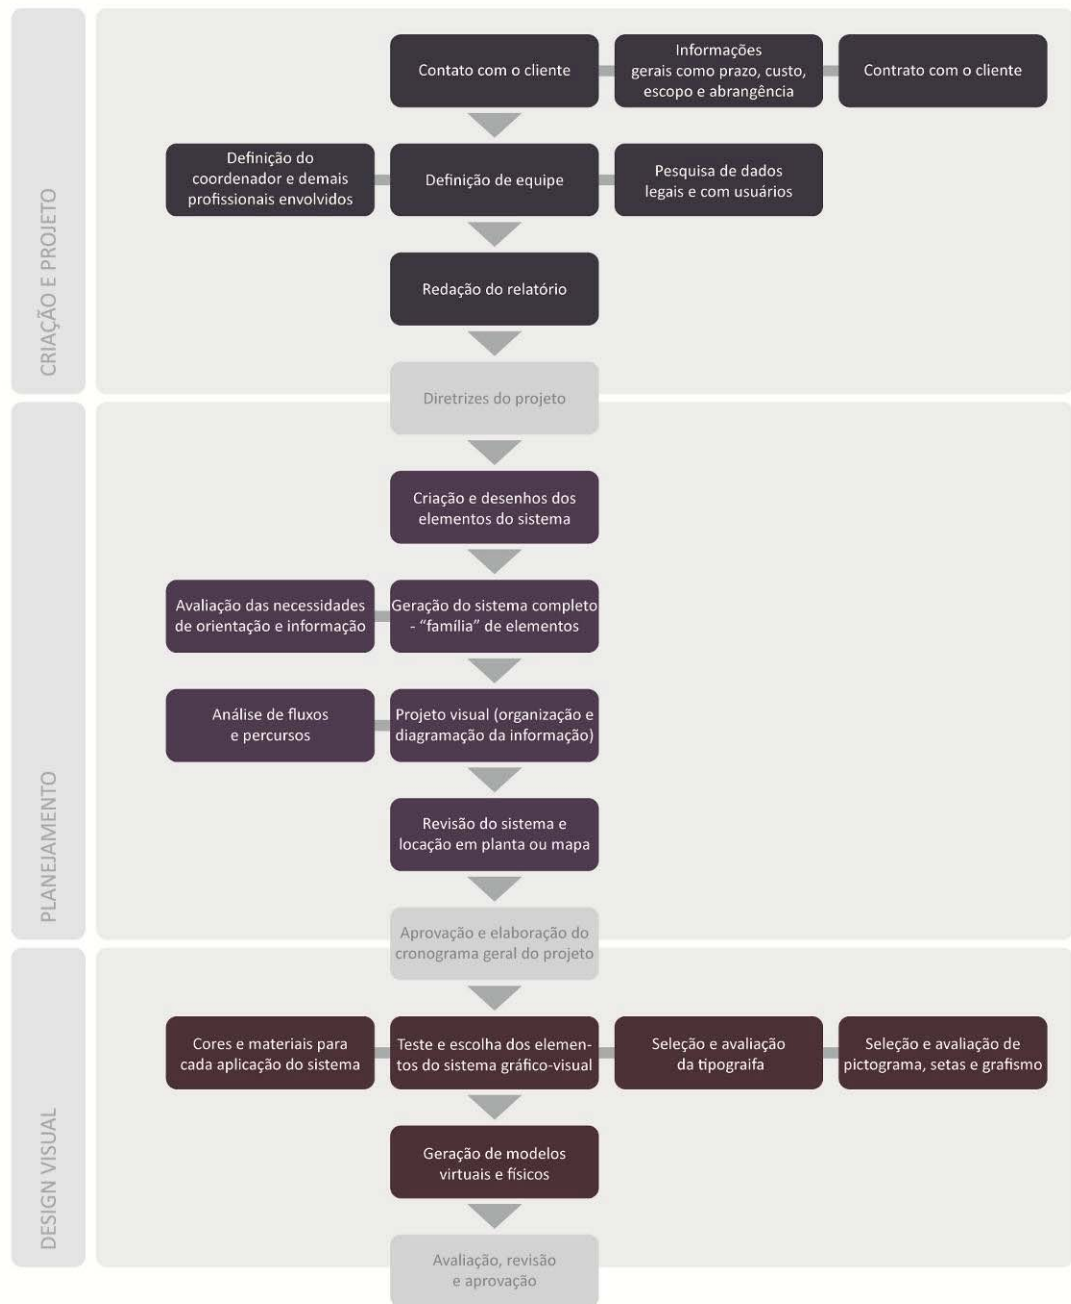 CRIAÇÃO E PROJETO
Contato com o cliente
Informações
gerais como prazo, custo,
escopo e abrangência
Contrato com o cliente
Definição do
coordenador e demais
profissionais envolvidos
Definição de equipe
Pesquisa de dados
legais e com usuários
Redação do relatório
Diretrizes do projeto
PLANEJAMENTO
Criação e desenhos dos
elementos do sistema
Avaliação das necessidades
de orientação e informação
Geração do sistema completo
- “família” de elementos
Análise de fluxos
e percursos
Projeto visual (organização e
diagramação da informação)
Revisão do sistema e
locação em planta ou mapa
Aprovação e elaboração do
cronograma geral do projeto
DESIGN VISUAL
Cores e materiais para
cada aplicação do sistema
Teste e escolha dos elemen-
tos do sistema gráfico-visual
Seleção e avaliação
da tipograifa
Seleção e avaliação de
pictograma, setas e grafismo
Geração de modelos
virtuais e físicos
Avaliação, revisão
e aprovação